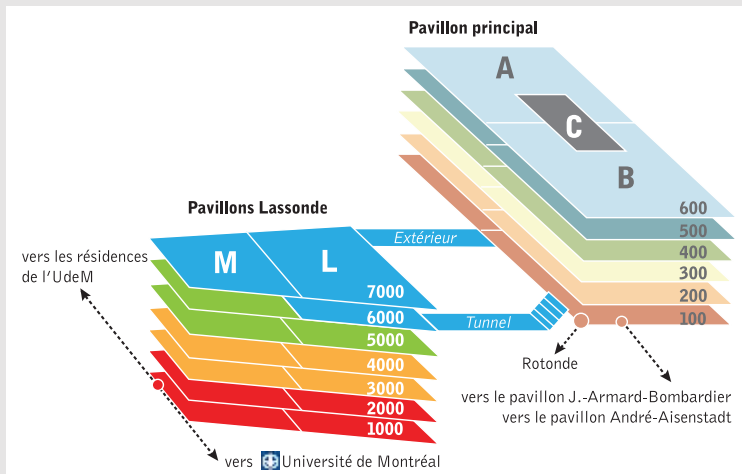 Pavillon principal
A
C
B
600
500
400
300
200
100
Pavillons Lassonde
Extérieur
M
L
7000
6000
5000
4000
3000
2000
1000
Tunnel
vers les résidences
de l'UdeM
Rotonde
vers le pavillon J.-Armard-Bombardier
vers le pavillon André-Aisenstadt
vers Université de Montréal